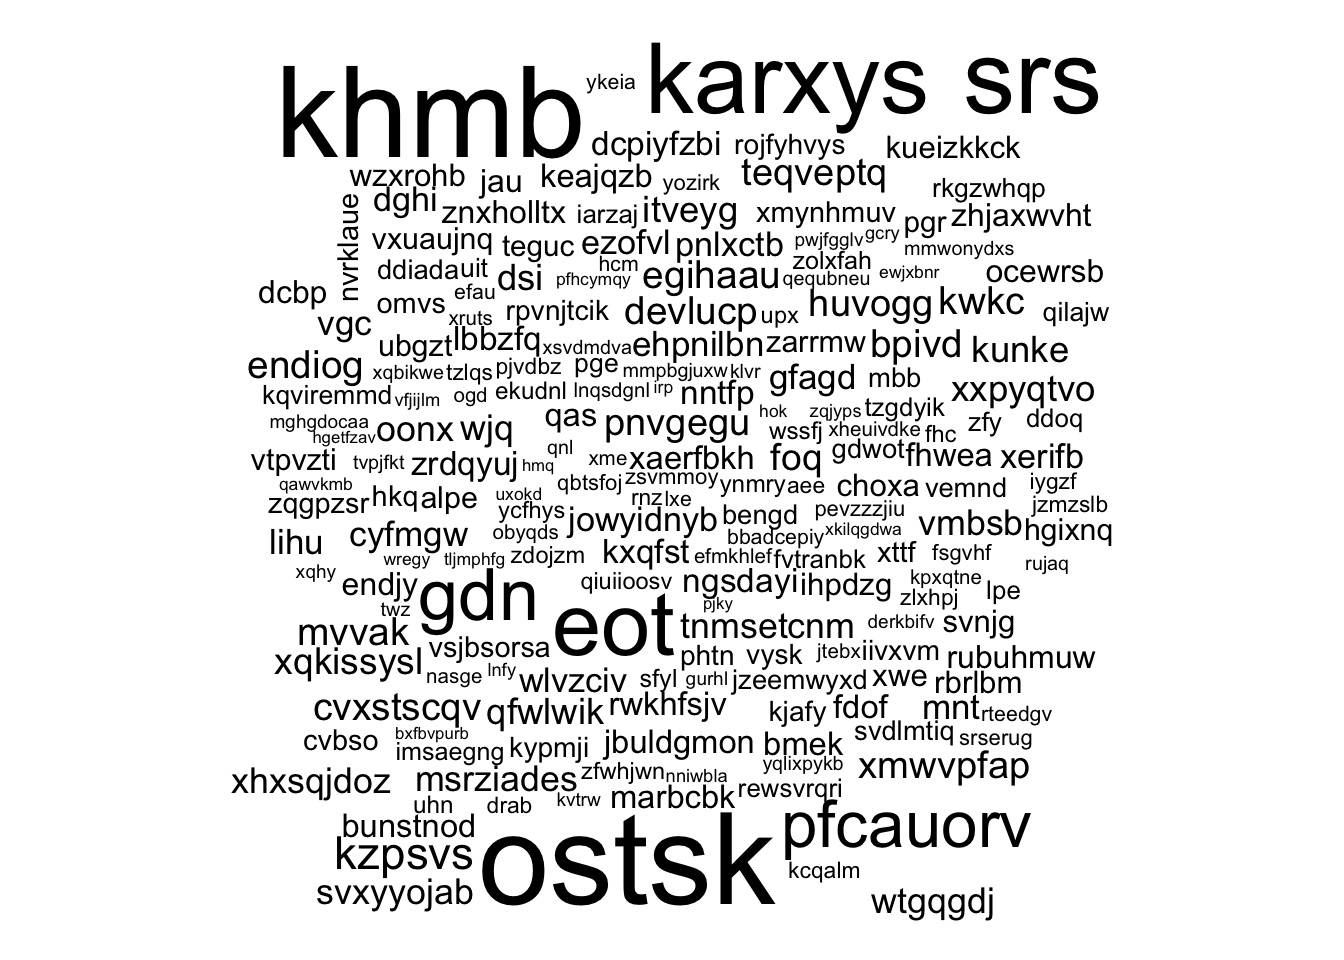 karxys srs
khmb ykeia
dcpiyfzbi rojfyhvys kueizkkck
wzxrohb jau keajqzb yozirk teqveptq rkgzwhqp
nvrklaue dghi znxholltx iarzaj itveyg xmynhmuv pgr zhjaxwvht
vxuaujnq teguc ezofvl pnlxctb pwjfgglv gcry mmwonydxs
ddiada uit dsi hcm pfhcymqy egihaau zolxfah qequbneu ewjxbnr ocewrsb
dcbp omvs efau rpvnjtcik devlucp upx huvogg kwkc qilajw
vgc xruts
ubgzt lbbzfq xsvdmdva ehpnilbn zarrmw bpivd kunke
endiog xqbikwe tzlqs pjvdbz pge mmpbgjuxw klvr gfagd mbb xxpyqtvo
kqviremmd vfjijlm ogd ekudnl lnqsdgnl irp nntfp
mghgdocaa hgetfzav oonx wjq qas pnvgegu hok zqjyps tzgdyik zfy ddoq
wssfj xheuivdke fhc
vtpvzti tvpjfkt zrdqyuj hmq qnl xme xaerfbkh foq gdwot fhwea xerifb
qawvkmb qbtsfoj zsvmmoy ynmry aee choxa vemnd iygzf
zqgpzsr hkq alpe uxokd ycfhys rnz lxe jzmzslb
lihu cyfmgw obyqds jowyidnyb bengd pevzzzjiu bbadcepiy xkilqgdwa vmbsb hgixnq
wregy tljmphfg zdojzm kxqfst efmkhlef fvtranbk xttf fsgvhf rujaq
xqhy endjy gdn qiuiioosv ngsdayi ihpdzg kpxqtne zlxhpj lpe
twz eot pjky
mvvak vsjbsorsa tnmsetcnm derkbifv svnjg
xqkissysl nasge lnfy phtn vysk jtebx iivxvm rubuhmuw
wlvzciv sfyl gurhl jzeemwyxd xwe rbrlbm
cvxstscqv qfwlwik rwkhfsjv kjafy fdof mnt rteedgv
cvbso bxfbvpurb imsaegng kypmji jbuldgmon bmek svdlmtiq srserug
xhxsqjdoz msrziades zfwhjwn nniwbla yqlixpykb xmwvpfap
uhn drab kvtrw marbcbk rewsvrqri
bunstnod ostsk pfcauorv
kzpsvs kcqalm
svxyyojab wtgqgdj